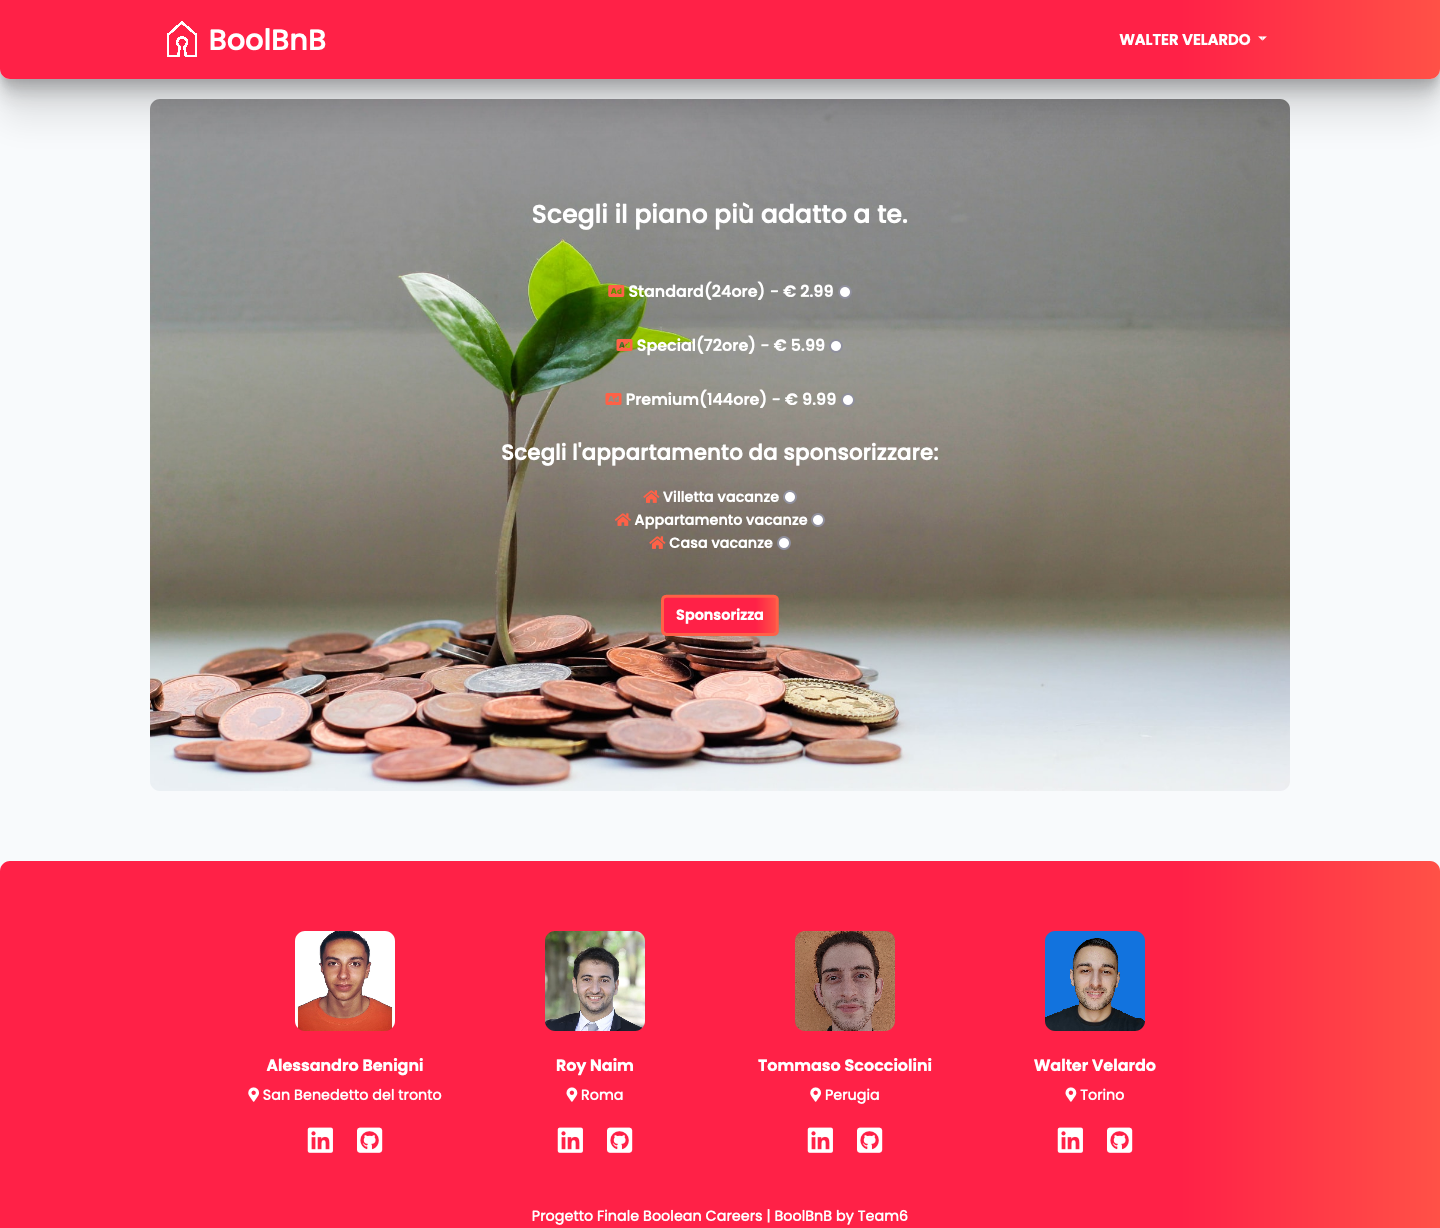 BoolBnB
WALTER VELARDO
Scegli il piano più adatto a te.
Standard(24ore) - € 2.99
Special(72ore) - € 5.99
Premium(144ore) - € 9.99
Scegli l'appartamento da sponsorizzare:
Villetta vacanze
Appartamento vacanze
Casa vacanze
Sponsorizza
Alessandro Benigni
San Benedetto del tronto
Roy Naim
Roma
Tommaso Scocciolini
Perugia
Walter Velardo
Torino
Progetto Finale Boolean Careers | BoolBnB by Team6